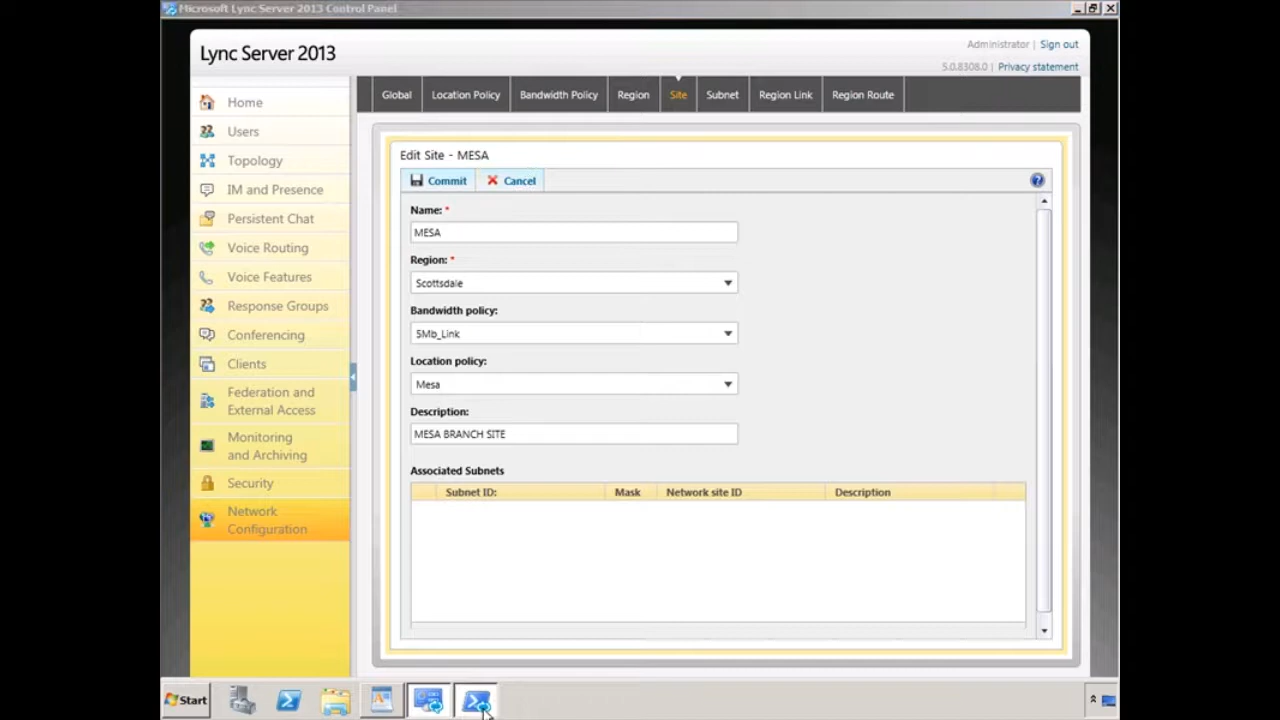 Microsoft Lync Server 2013 Control Panel
Lync Server 2013
Administrator | Sign out
5.0.8308.0 | Privacy statement
Home
Users
Topology
IM and Presence
Persistent Chat
Voice Routing
Voice Features
Response Groups
Conferencing
Clients
Federation and
External Access
Monitoring
and Archiving
Security
Network
Configuration
Global Location Policy Bandwidth Policy Region Site Subnet Region Link Region Route
Edit Site - MESA
Commit Cancel
Name: *
MESA
Region: *
Scottsdale
Bandwidth policy:
5Mb_Link
Location policy:
Mesa
Description:
MESA BRANCH SITE
Associated Subnets
Subnet ID: Mask Network site ID Description
Start